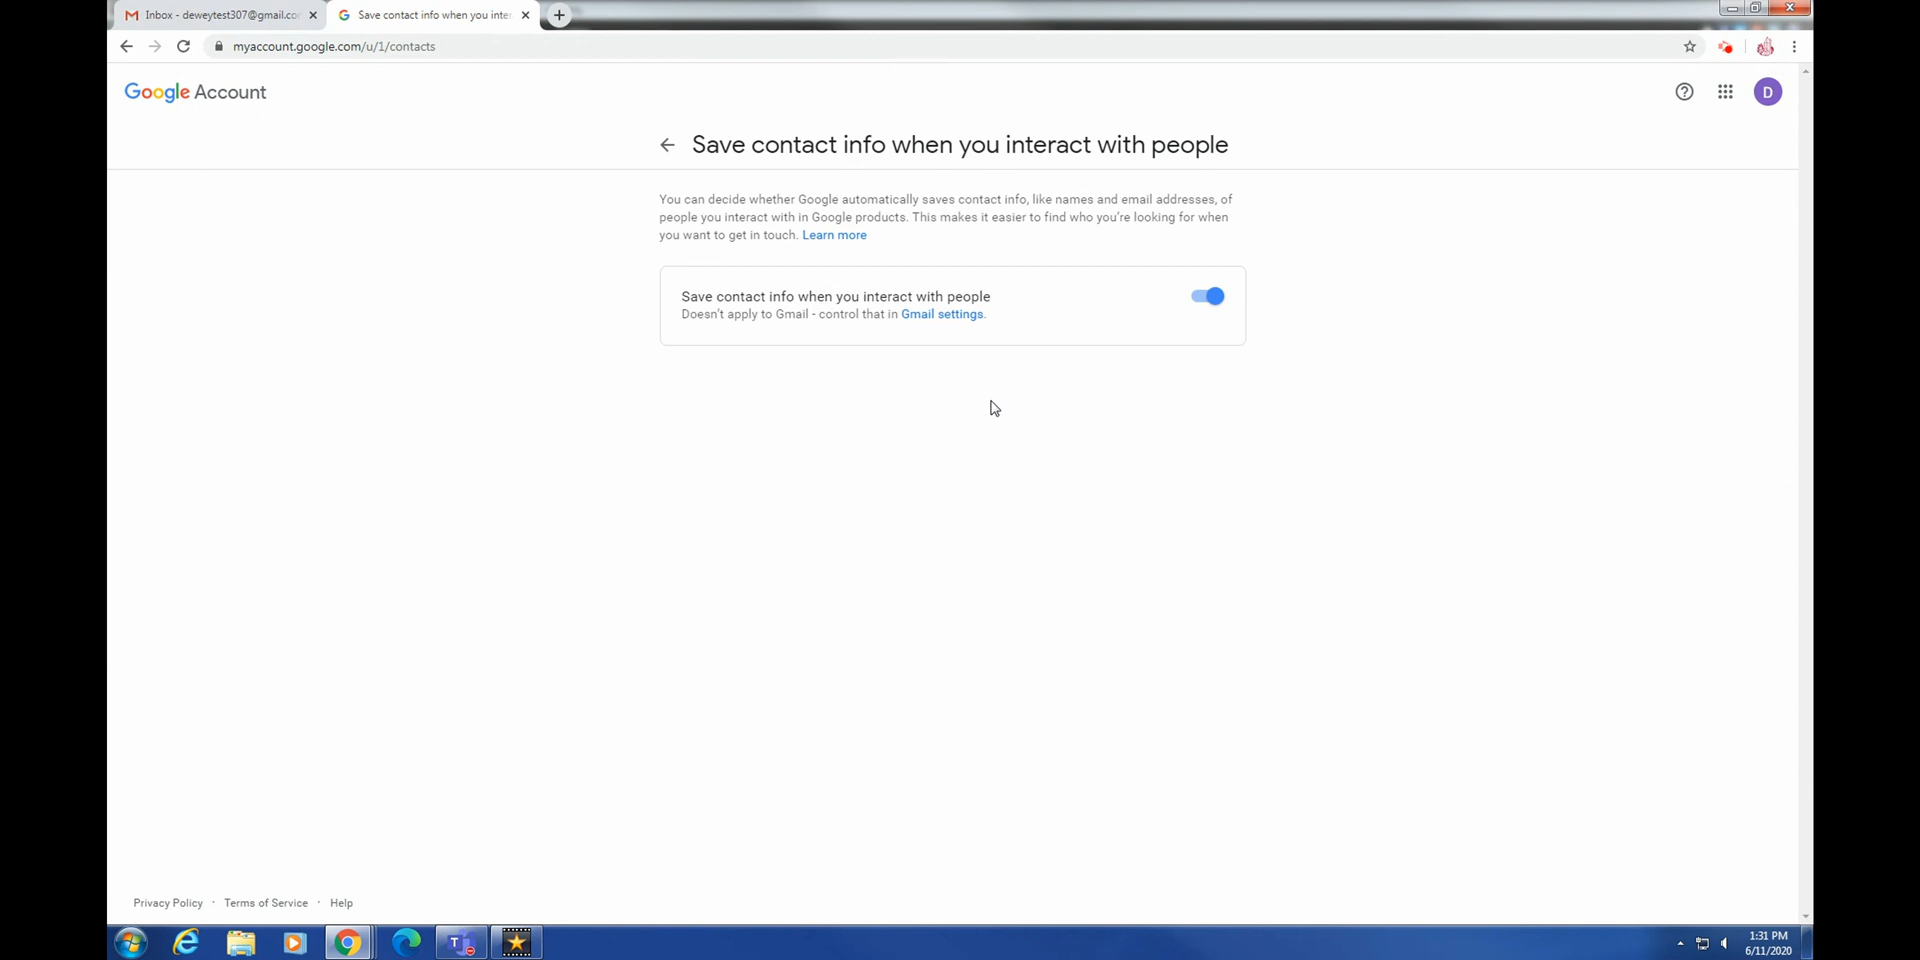 Inbox - deweytest307@gmail.co
Save contact info when you inter
myaccount.google.com/u/1/contacts
Google Account
D
Save contact info when you interact with people
You can decide whether Google automatically saves contact info, like names and email addresses, of
people you interact with in Google products. This makes it easier to find who you're looking for when
you want to get in touch. Learn more
Save contact info when you interact with people
Doesn't apply to Gmail - control that in Gmail settings.
Privacy Policy · Terms of Service · Help
1:31 PM
6/11/2020